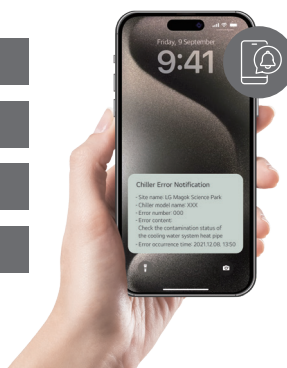 Friday, 9 September
9:41
Chiller Error Notification
- Site name: LG Magok Science Park
- Chiller model name: XXX
- Error number: 000
- Error content:
Check the contamination status of
the cooling water system heat pipe
- Error occurrence time: 2021.12.08 13:50